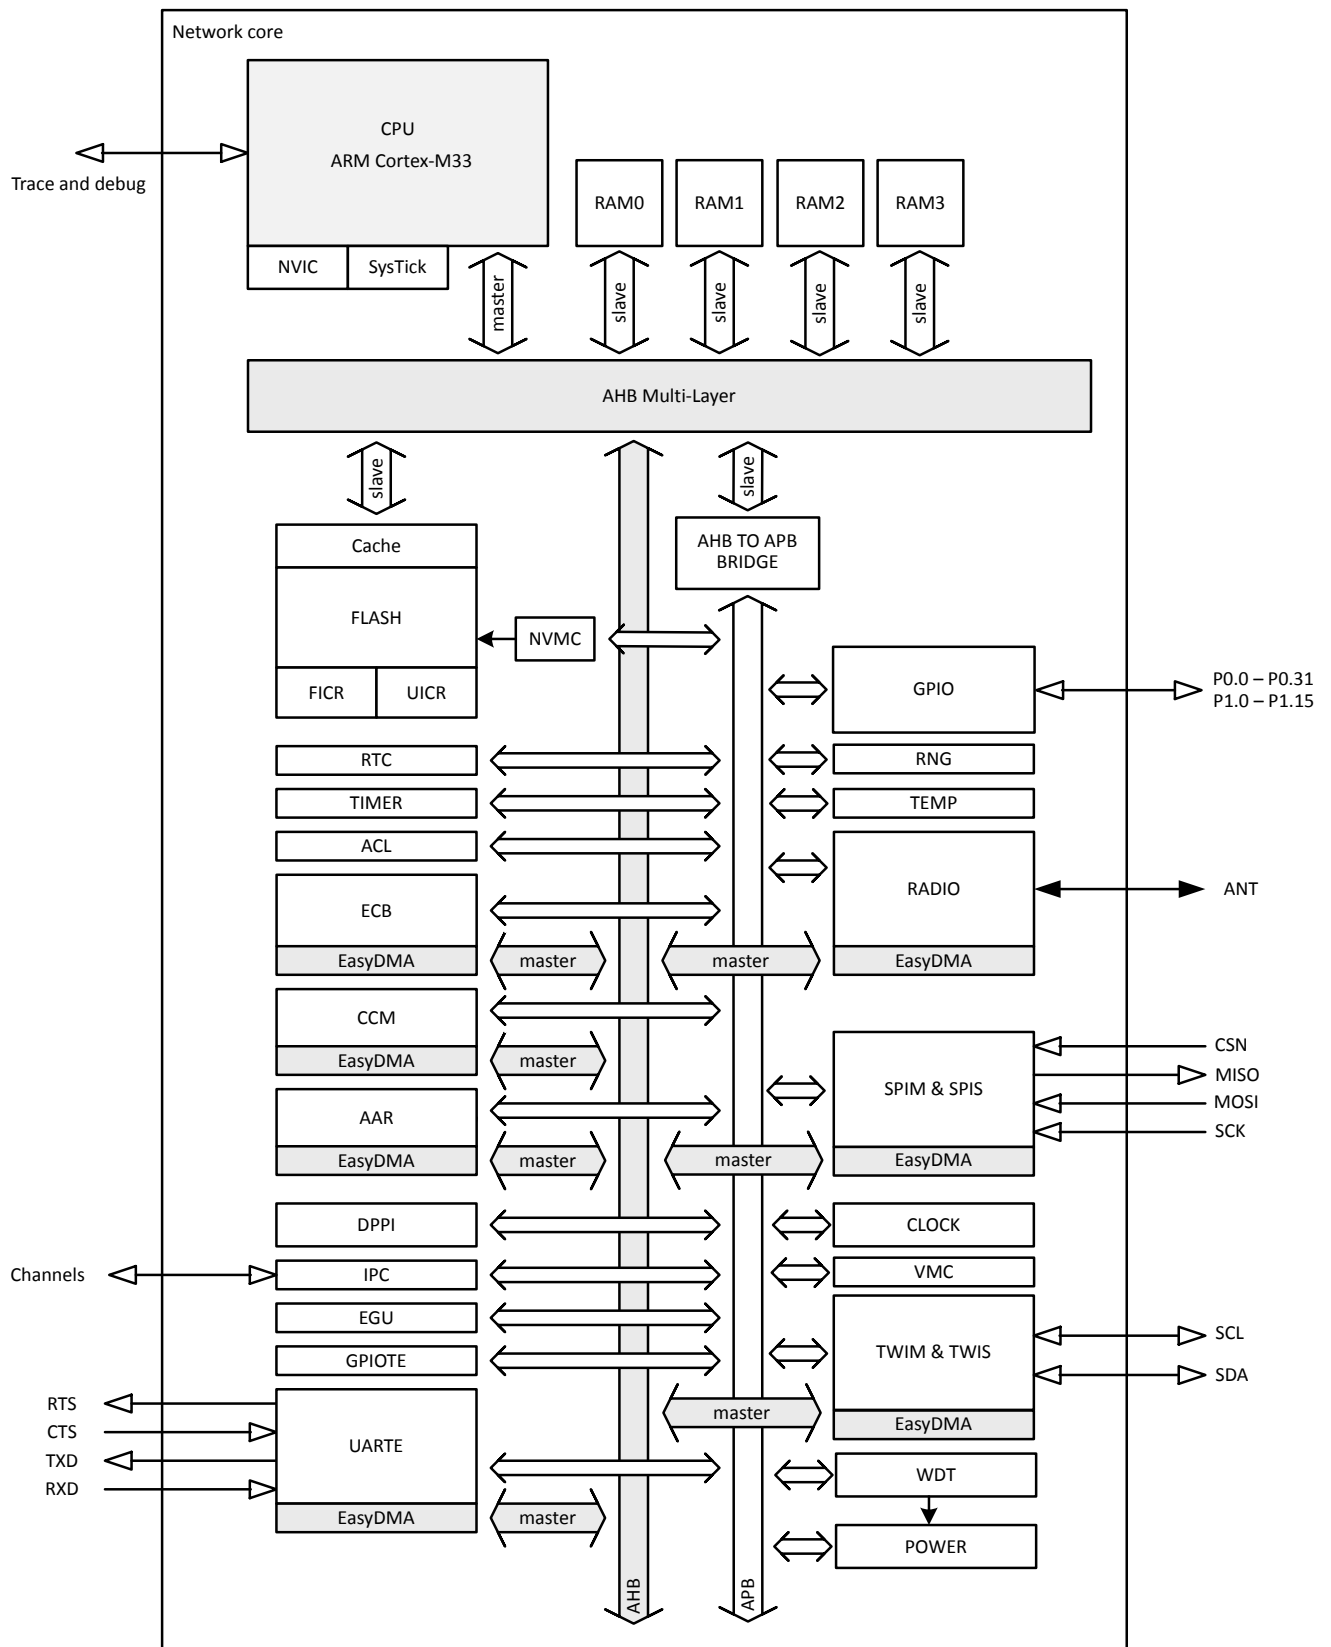 Network core
CPU
ARM Cortex-M33
Trace and debug
NVIC
SysTick
RAM0
RAM1
RAM2
RAM3
master
slave
slave
slave
slave
AHB Multi-Layer
slave
slave
Cache
FLASH
FICR
UICR
NVMC
AHB TO APB
BRIDGE
GPIO
P0.0 – P0.31
P1.0 – P1.15
RTC
RNG
TIMER
TEMP
ACL
ECB
EasyDMA
master
RADIO
ANT
master
EasyDMA
CCM
EasyDMA
master
AAR
EasyDMA
master
SPIM & SPIS
CSN
MISO
MOSI
SCK
master
EasyDMA
DPPI
CLOCK
Channels
IPC
VMC
EGU
GPIOTE
TWIM & TWIS
SCL
SDA
master
EasyDMA
RTS
CTS
TXD
RXD
UARTE
EasyDMA
master
WDT
POWER
AHB
APB